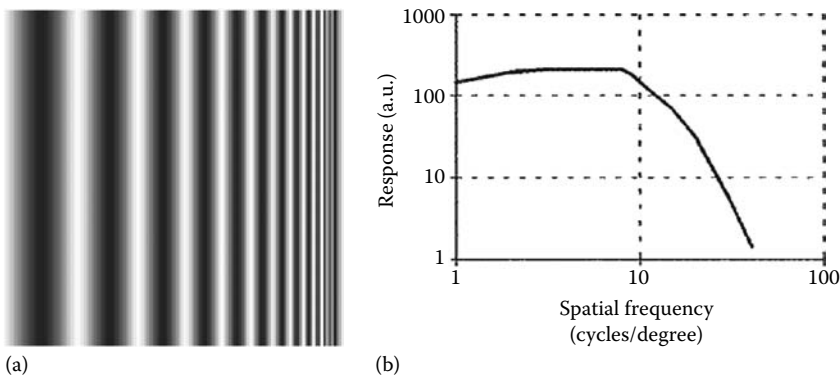 1000
100
10
1
Response (a.u.)
1
10
100
Spatial frequency
(cycles/degree)
(a)
(b)